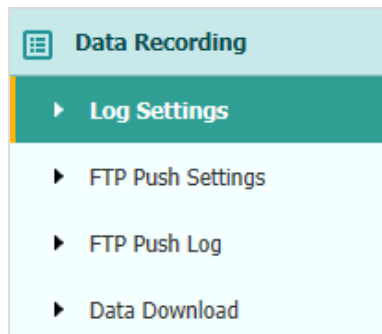 Data Recording
Log Settings
FTP Push Settings
FTP Push Log
Data Download